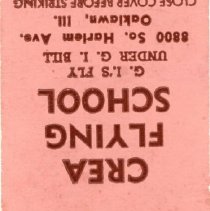 CREA
FLYING
SCHOOL
G. I.'S FLY
UNDER G. I. BILL
8800 So. Harlem Ave.
Oaklawn, Ill.
CLOSE COVER BEFORE STRIKING